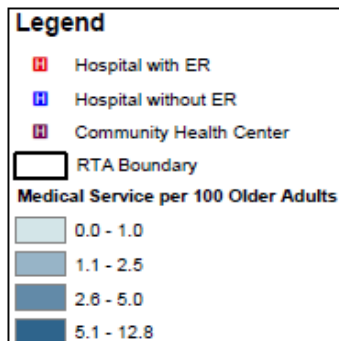 Legend
H Hospital with ER
H Hospital without ER
H Community Health Center
RTA Boundary
Medical Service per 100 Older Adults
0.0 - 1.0
1.1 - 2.5
2.6 - 5.0
5.1 - 12.8